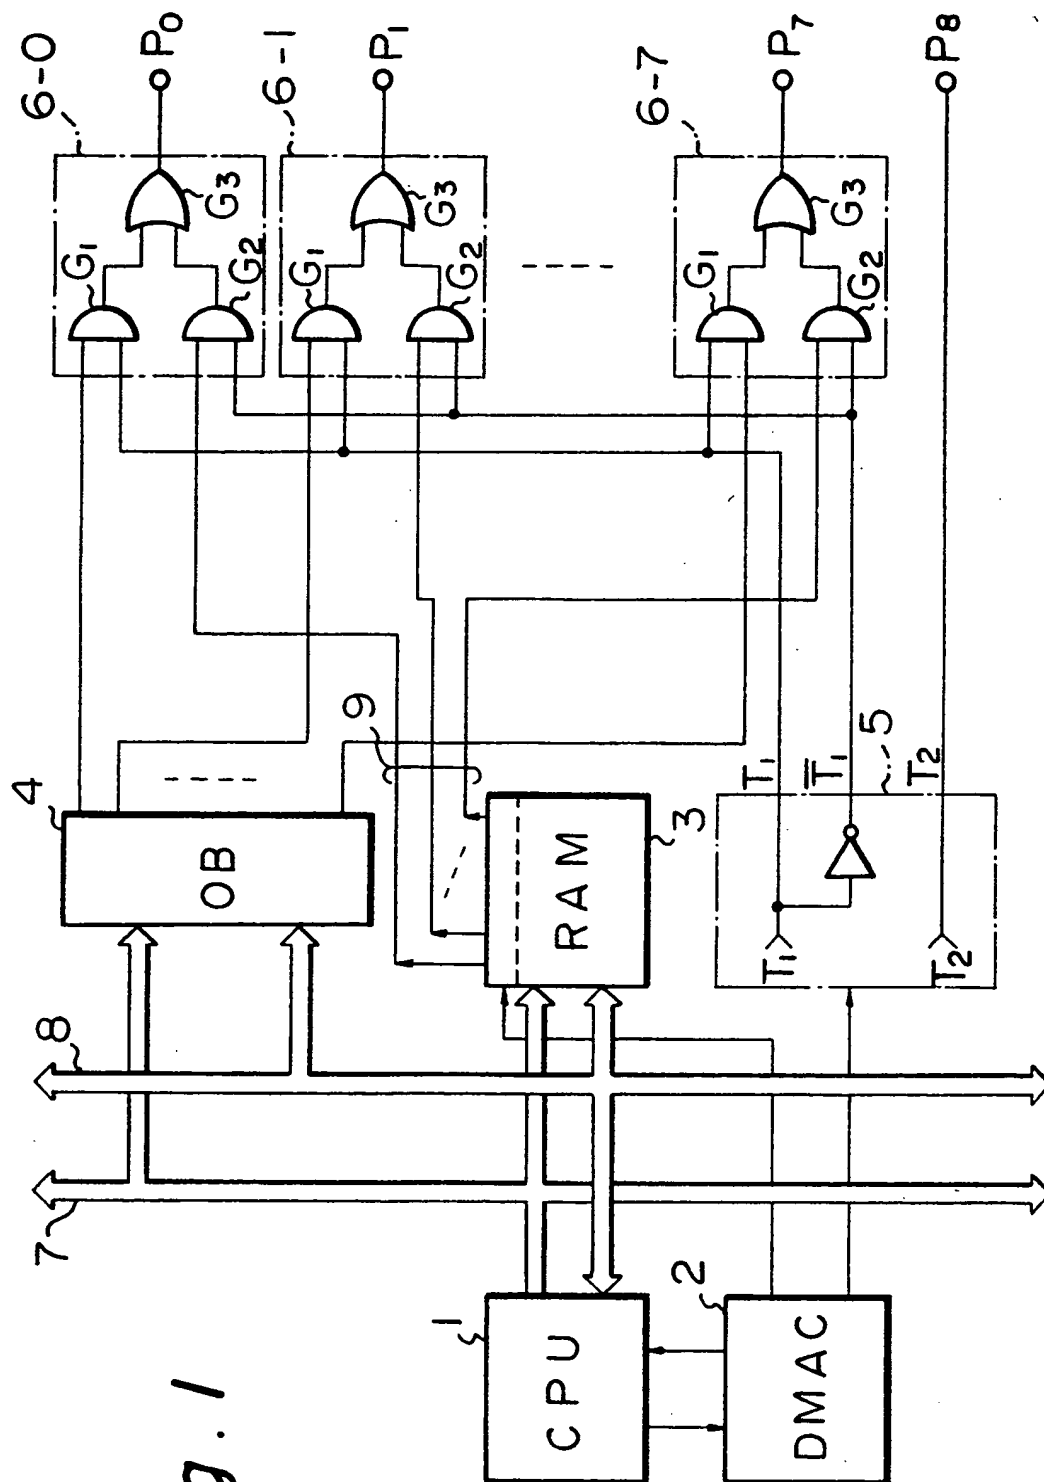 g. 1
1
CPU
2
DMAC
7
8
4
OB
RAM
3
9
T1
T2
T1
T̅1
T2
5
6-0
G1
G2
G3
P0
6-1
G1
G2
G3
P1
6-7
G1
G2
G3
P7
P8